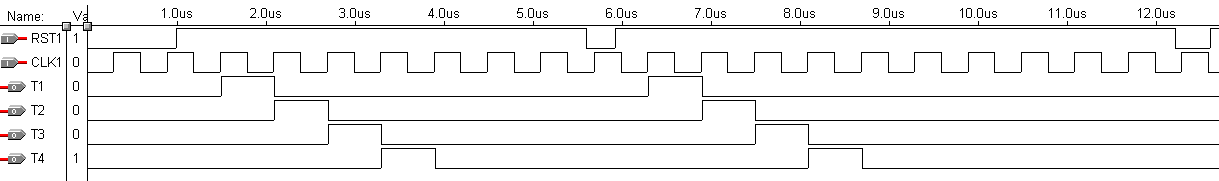 Name: Va 1.0us 2.0us 3.0us 4.0us 5.0us 6.0us 7.0us 8.0us 9.0us 10.0us 11.0us 12.0us
I RST1 1
I CLK1 0
O T1 0
O T2 0
O T3 0
O T4 1